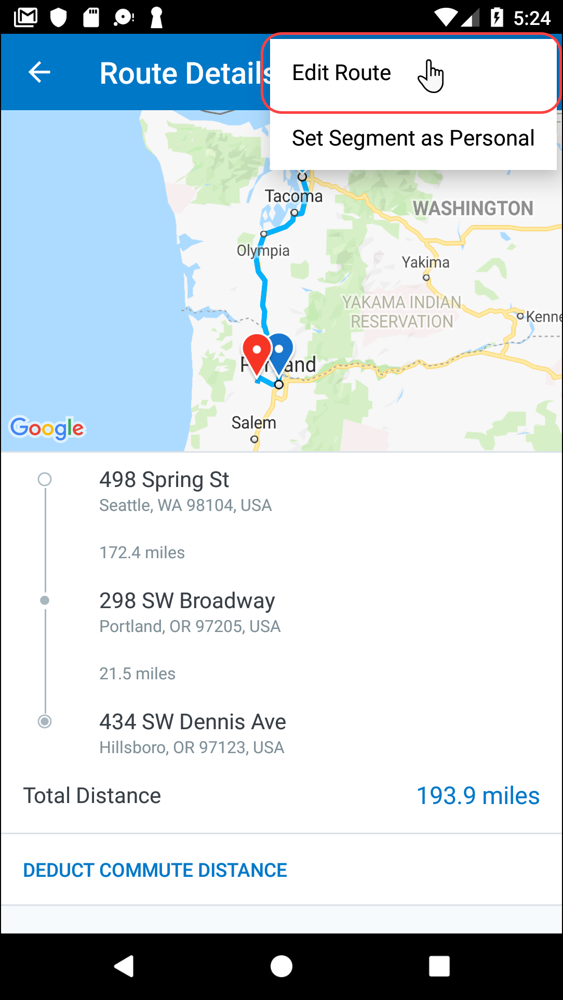 5:24
Route Details
Edit Route
Set Segment as Personal
Tacoma
WASHINGTON
Olympia
Yakima
YAKAMA INDIAN
RESERVATION
Kenne
Portland
Salem
Google
498 Spring St
Seattle, WA 98104, USA
172.4 miles
298 SW Broadway
Portland, OR 97205, USA
21.5 miles
434 SW Dennis Ave
Hillsboro, OR 97123, USA
Total Distance
193.9 miles
DEDUCT COMMUTE DISTANCE